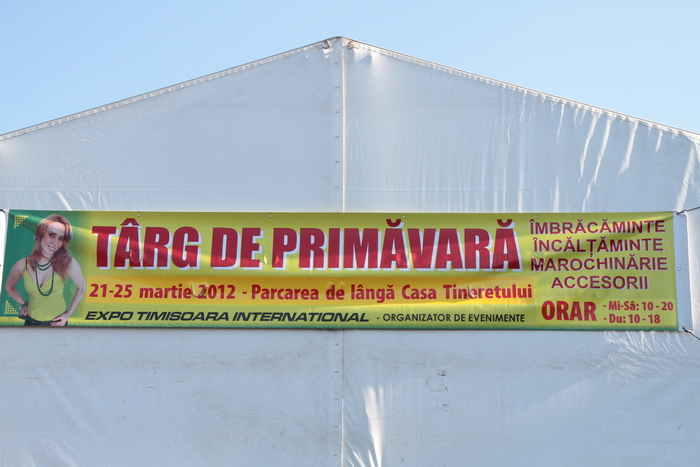 TÂRG DE PRIMĂVARĂ
21-25 martie 2012 - Parcarea de lângă Casa Tineretului
EXPO TIMISOARA INTERNATIONAL - ORGANIZATOR DE EVENIMENTE
ÎMBRĂCĂMINTE
ÎNCĂLȚĂMINTE
MAROCHINĂRIE
ACCESORII
ORAR - Mi-Sâ: 10 - 20
- Du: 10 - 18